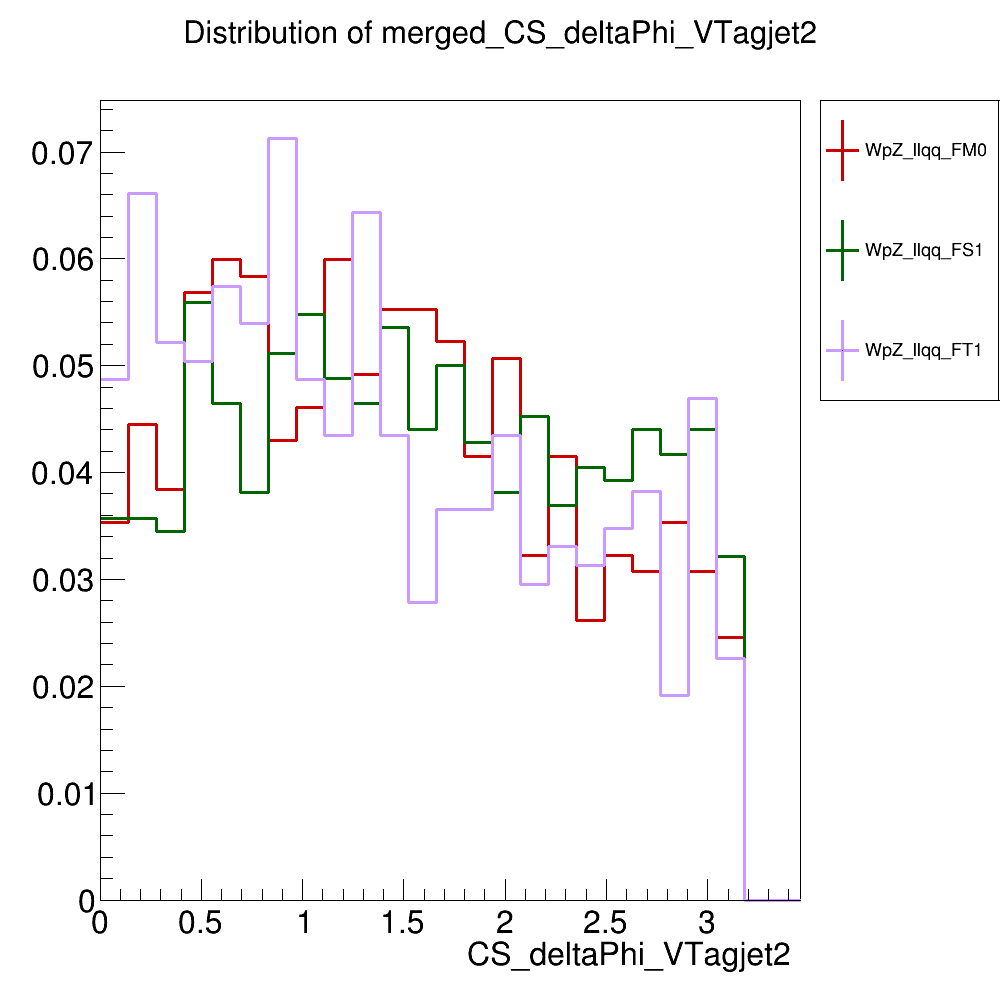 Distribution of merged_CS_deltaPhi_VTagjet2
0.07
0.06
0.05
0.04
0.03
0.02
0.01
0
0 0.5 1 1.5 2 2.5 3
CS_deltaPhi_VTagjet2
WpZ_llqq_FM0
WpZ_llqq_FS1
WpZ_llqq_FT1